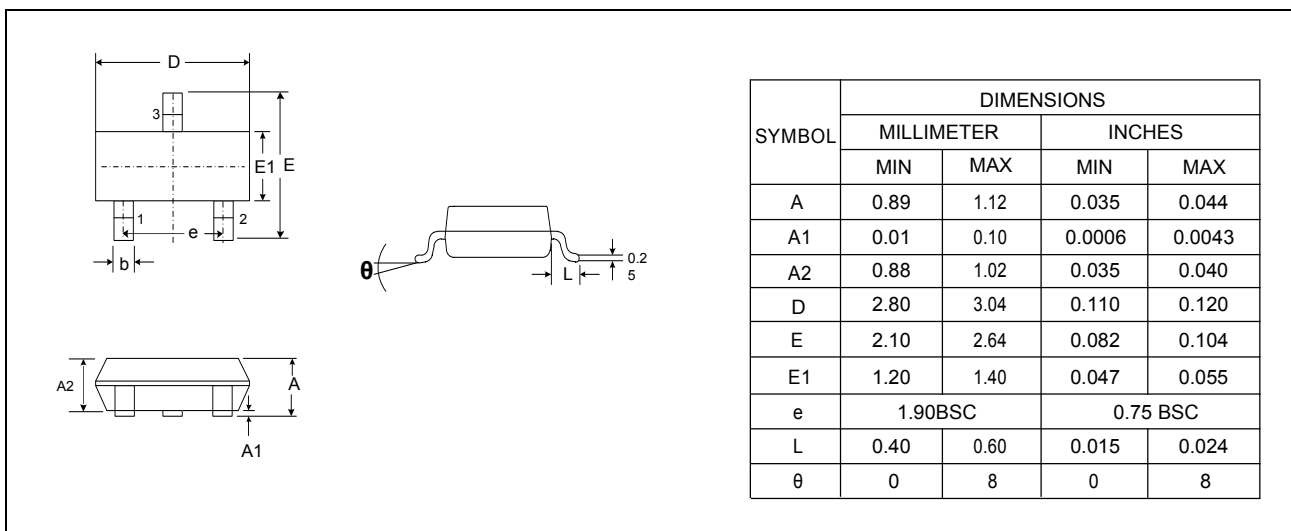 D
3
E1 E
1 2
e
b
θ
L
0.2
5
A2
A
A1
DIMENSIONS
SYMBOL MILLIMETER INCHES
MIN MAX MIN MAX
A 0.89 1.12 0.035 0.044
A1 0.01 0.10 0.0006 0.0043
A2 0.88 1.02 0.035 0.040
D 2.80 3.04 0.110 0.120
E 2.10 2.64 0.082 0.104
E1 1.20 1.40 0.047 0.055
e 1.90BSC 0.75 BSC
L 0.40 0.60 0.015 0.024
θ 0 8 0 8